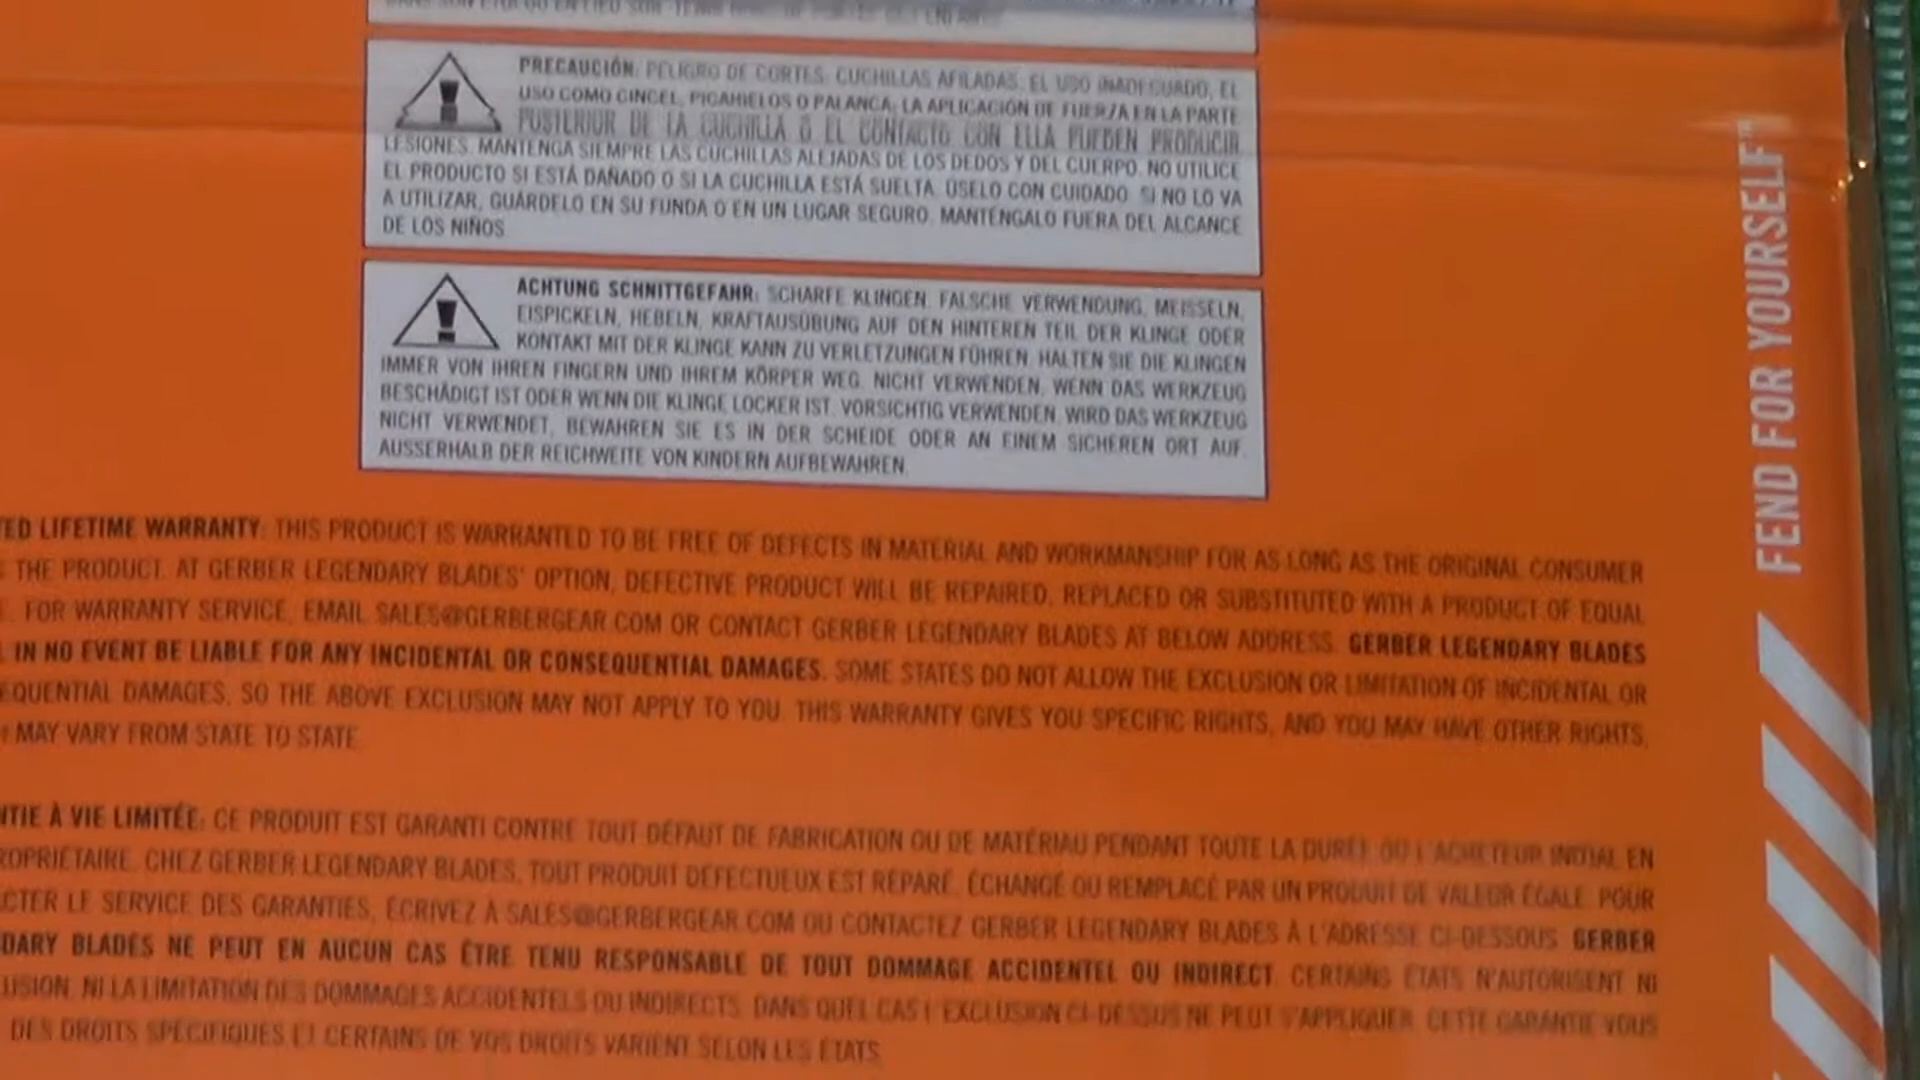 PRECAUCIÓN: PELIGRO DE CORTES. CUCHILLAS AFILADAS. EL USO INADECUADO, EL
USO COMO CINCEL, PICAHIELOS O PALANCA, LA APLICACIÓN DE FUERZA EN LA PARTE
POSTERIOR DE LA CUCHILLA O EL CONTACTO CON ELLA PUEDEN PRODUCIR
LESIONES. MANTENGA SIEMPRE LAS CUCHILLAS ALEJADAS DE LOS DEDOS Y DEL CUERPO. NO UTILICE
EL PRODUCTO SI ESTÁ DAÑADO O SI LA CUCHILLA ESTÁ SUELTA. ÚSELO CON CUIDADO. SI NO LO VA
A UTILIZAR, GUÁRDELO EN SU FUNDA O EN UN LUGAR SEGURO. MANTÉNGALO FUERA DEL ALCANCE
DE LOS NIÑOS.
ACHTUNG SCHNITTGEFAHR: SCHARFE KLINGEN. FALSCHE VERWENDUNG, MEISSELN,
EISPICKELN, HEBELN, KRAFTAUSÜBUNG AUF DEN HINTEREN TEIL DER KLINGE ODER
KONTAKT MIT DER KLINGE KANN ZU VERLETZUNGEN FÜHREN. HALTEN SIE DIE KLINGEN
IMMER VON IHREN FINGERN UND IHREM KÖRPER WEG. NICHT VERWENDEN, WENN DAS WERKZEUG
BESCHÄDIGT IST ODER WENN DIE KLINGE LOCKER IST. VORSICHTIG VERWENDEN. WIRD DAS WERKZEUG
NICHT VERWENDET, BEWAHREN SIE ES IN DER SCHEIDE ODER AN EINEM SICHEREN ORT AUF.
AUSSERHALB DER REICHWEITE VON KINDERN AUFBEWAHREN.
TED LIFETIME WARRANTY: THIS PRODUCT IS WARRANTED TO BE FREE OF DEFECTS IN MATERIAL AND WORKMANSHIP FOR AS LONG AS THE ORIGINAL CONSUMER
THE PRODUCT. AT GERBER LEGENDARY BLADES' OPTION, DEFECTIVE PRODUCT WILL BE REPAIRED, REPLACED OR SUBSTITUTED WITH A PRODUCT OF EQUAL
. FOR WARRANTY SERVICE, EMAIL SALES@GERBERGEAR.COM OR CONTACT GERBER LEGENDARY BLADES AT BELOW ADDRESS. GERBER LEGENDARY BLADES
IN NO EVENT BE LIABLE FOR ANY INCIDENTAL OR CONSEQUENTIAL DAMAGES. SOME STATES DO NOT ALLOW THE EXCLUSION OR LIMITATION OF INCIDENTAL OR
EQUENTIAL DAMAGES, SO THE ABOVE EXCLUSION MAY NOT APPLY TO YOU. THIS WARRANTY GIVES YOU SPECIFIC RIGHTS, AND YOU MAY HAVE OTHER RIGHTS,
MAY VARY FROM STATE TO STATE.
NTIE À VIE LIMITÉE: CE PRODUIT EST GARANTI CONTRE TOUT DÉFAUT DE FABRICATION OU DE MATÉRIAU PENDANT TOUTE LA DURÉE OÙ L'ACHETEUR INITIAL EN
ROPRIÉTAIRE. CHEZ GERBER LEGENDARY BLADES, TOUT PRODUIT DÉFECTUEUX EST RÉPARÉ, ÉCHANGÉ OU REMPLACÉ PAR UN PRODUIT DE VALEUR ÉGALE. POUR
CTER LE SERVICE DES GARANTIES, ÉCRIVEZ À SALES@GERBERGEAR.COM OU CONTACTEZ GERBER LEGENDARY BLADES À L'ADRESSE CI-DESSOUS. GERBER
DARY BLADES NE PEUT EN AUCUN CAS ÊTRE TENU RESPONSABLE DE TOUT DOMMAGE ACCIDENTEL OU INDIRECT. CERTAINS ÉTATS N'AUTORISENT NI
LUSION, NI LA LIMITATION DES DOMMAGES ACCIDENTELS OU INDIRECTS, DANS QUEL CAS L'EXCLUSION CI-DESSUS NE PEUT S'APPLIQUER. CETTE GARANTIE VOUS
DES DROITS SPÉCIFIQUES ET CERTAINS DE VOS DROITS VARIENT SELON LES ÉTATS.
FEND FOR YOURSELF™